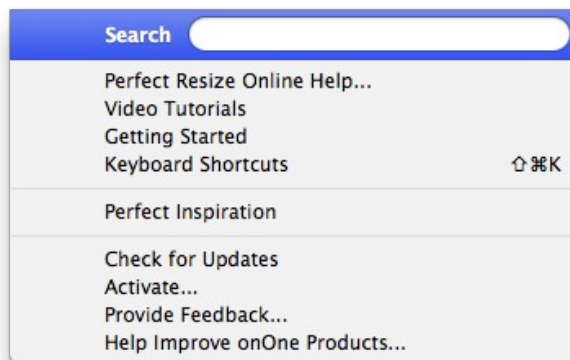 Search
Perfect Resize Online Help...
Video Tutorials
Getting Started
Keyboard Shortcuts ⇧⌘K
Perfect Inspiration
Check for Updates
Activate...
Provide Feedback...
Help Improve onOne Products...